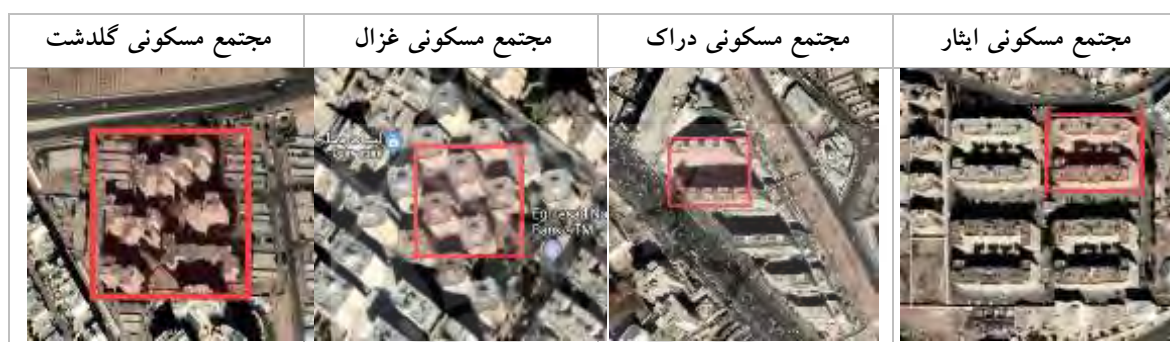 مجتمع مسکونی ایثار
مجتمع مسکونی دراک
مجتمع مسکونی غزال
مجتمع مسکونی گلدشت